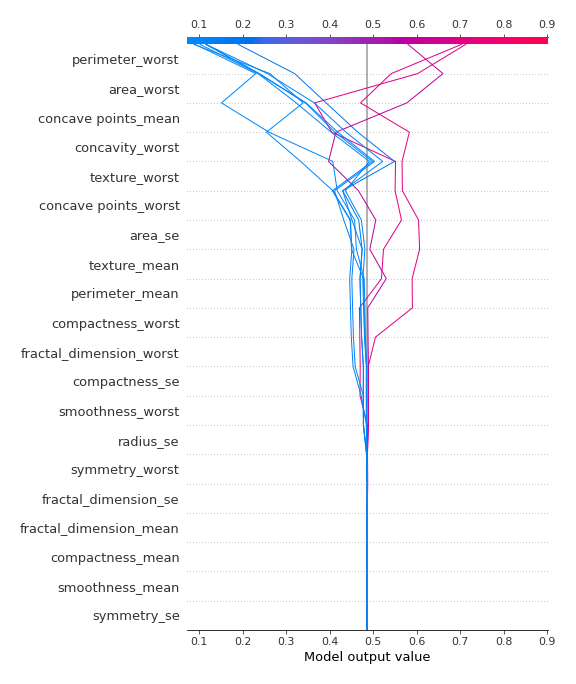 0.1 0.2 0.3 0.4 0.5 0.6 0.7 0.8 0.9
perimeter_worst
area_worst
concave points_mean
concavity_worst
texture_worst
concave points_worst
area_se
texture_mean
perimeter_mean
compactness_worst
fractal_dimension_worst
compactness_se
smoothness_worst
radius_se
symmetry_worst
fractal_dimension_se
fractal_dimension_mean
compactness_mean
smoothness_mean
symmetry_se
0.1 0.2 0.3 0.4 0.5 0.6 0.7 0.8 0.9
Model output value